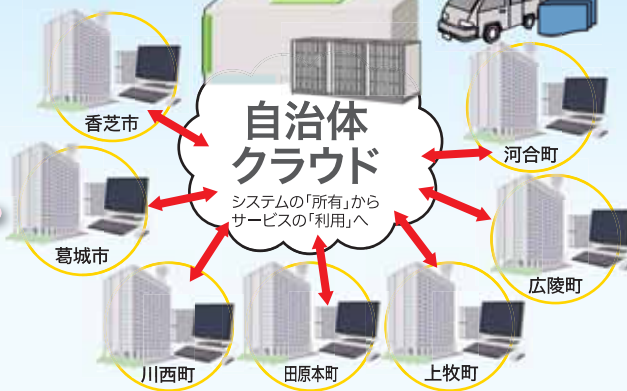 自治体
クラウド
システムの「所有」から
サービスの「利用」へ
香芝市
河合町
葛城市
広陵町
川西町
田原本町
上牧町